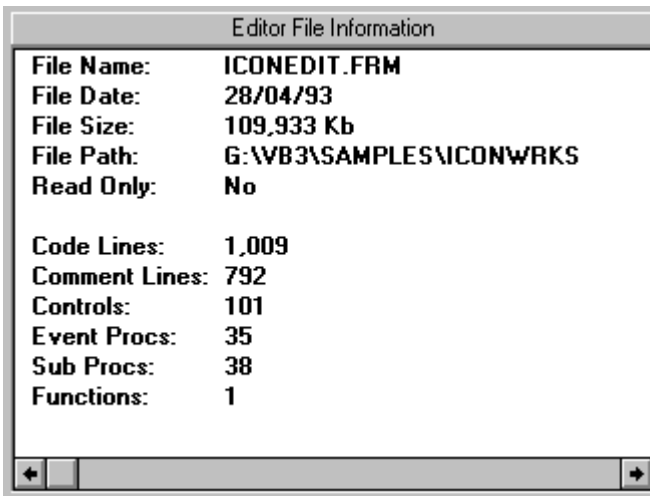 Editor File Information
File Name: ICONEDIT.FRM
File Date: 28/04/93
File Size: 109,933 Kb
File Path: G:\VB3\SAMPLES\ICONWRKS
Read Only: No
Code Lines: 1,009
Comment Lines: 792
Controls: 101
Event Procs: 35
Sub Procs: 38
Functions: 1